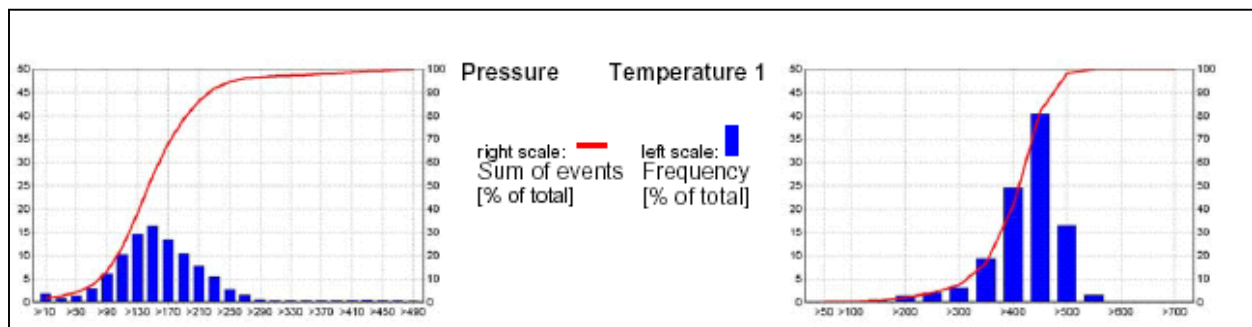 50 100 Pressure Temperature 1 50 100
45 90 45 90
40 80 40 80
35 70 35 70
30 60 right scale: left scale: 30 60
25 50 Sum of events Frequency 25 50
20 40 [% of total] [% of total] 20 40
15 30 15 30
10 20 10 20
5 10 5 10
0 0 0 0
>10 >50 >90 >130 >170 >210 >250 >290 >330 >370 >410 >450 >490 >50 >100 >200 >300 >400 >500 >600 >700